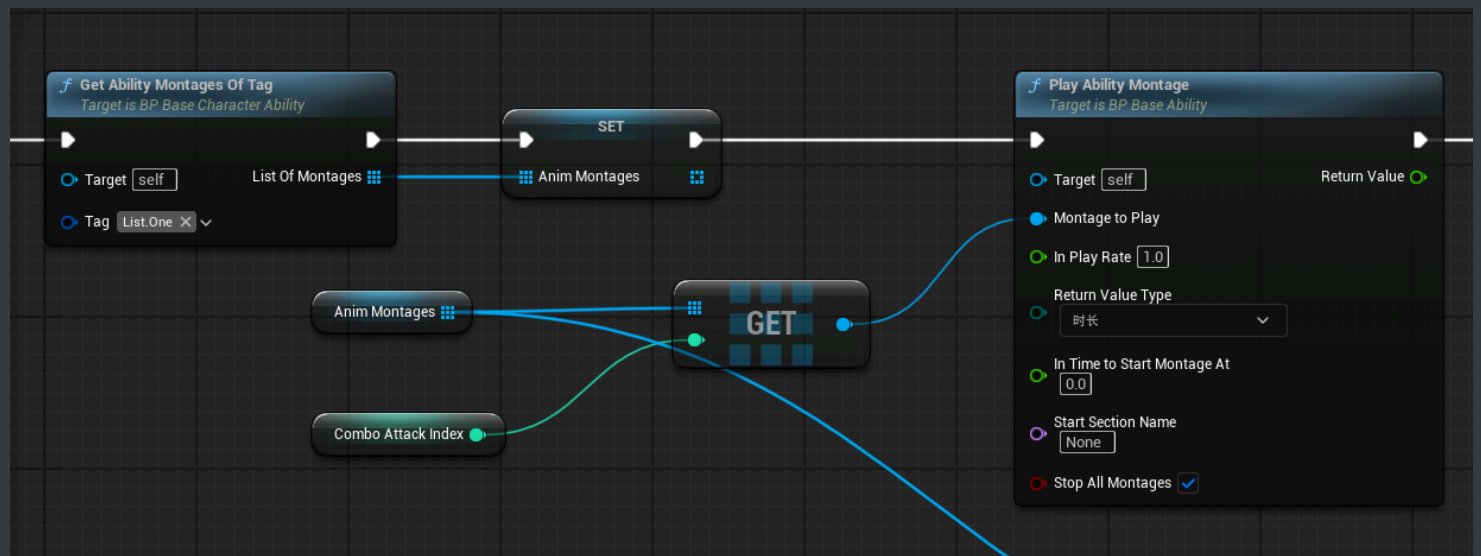 f Get Ability Montages Of Tag
Target is BP Base Character Ability
Target self
List Of Montages
Tag List.One
SET
Anim Montages
Anim Montages
Combo Attack Index
GET
f Play Ability Montage
Target is BP Base Ability
Target self
Return Value
Montage to Play
In Play Rate 1.0
Return Value Type
时长
In Time to Start Montage At
0.0
Start Section Name
None
Stop All Montages